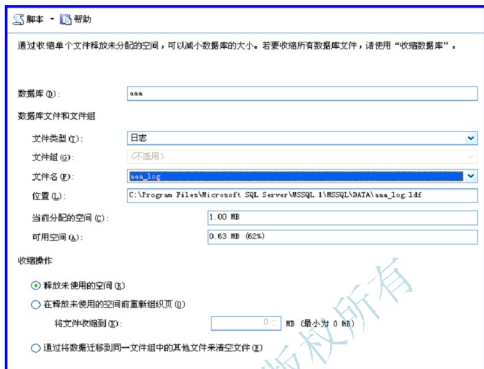 脚本 帮助
通过收缩单个文件释放未分配的空间,可以减小数据库的大小。若要收缩所有数据库文件,请使用“收缩数据库”。
数据库(D): aaa
数据库文件和文件组
文件类型(T): 日志
文件组(G): <不适用>
文件名(F): aaa_log
位置(L): C:\Program Files\Microsoft SQL Server\MSSQL.1\MSSQL\DATA\aaa_log.ldf
当前分配的空间(C): 1.00 MB
可用空间(A): 0.63 MB (62%)
收缩操作
释放未使用的空间(R)
在释放未使用的空间前重新组织页(O)
将文件收缩到(K): 0 MB (最小为 0 MB)
通过将数据迁移到同一文件组中的其他文件来清空文件(E)
版权所有